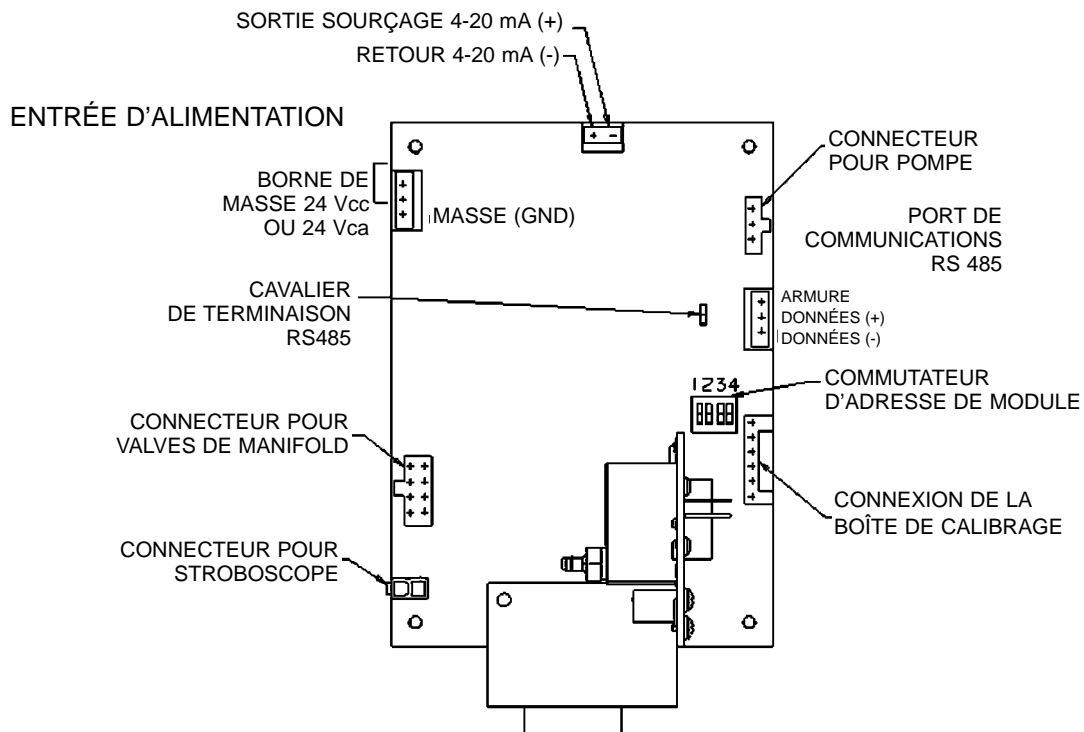 SORTIE SOURÇAGE 4-20 mA (+)
RETOUR 4-20 mA (-)
ENTRÉE D'ALIMENTATION
BORNE DE
MASSE 24 Vcc
OU 24 Vca
MASSE (GND)
CONNECTEUR
POUR POMPE
PORT DE
COMMUNICATIONS
RS 485
CAVALIER
DE TERMINAISON
RS485
ARMURE
DONNÉES (+)
DONNÉES (-)
1234
COMMUTATEUR
D'ADRESSE DE MODULE
CONNECTEUR POUR
VALVES DE MANIFOLD
CONNEXION DE LA
BOÎTE DE CALIBRAGE
CONNECTEUR POUR
STROBOSCOPE